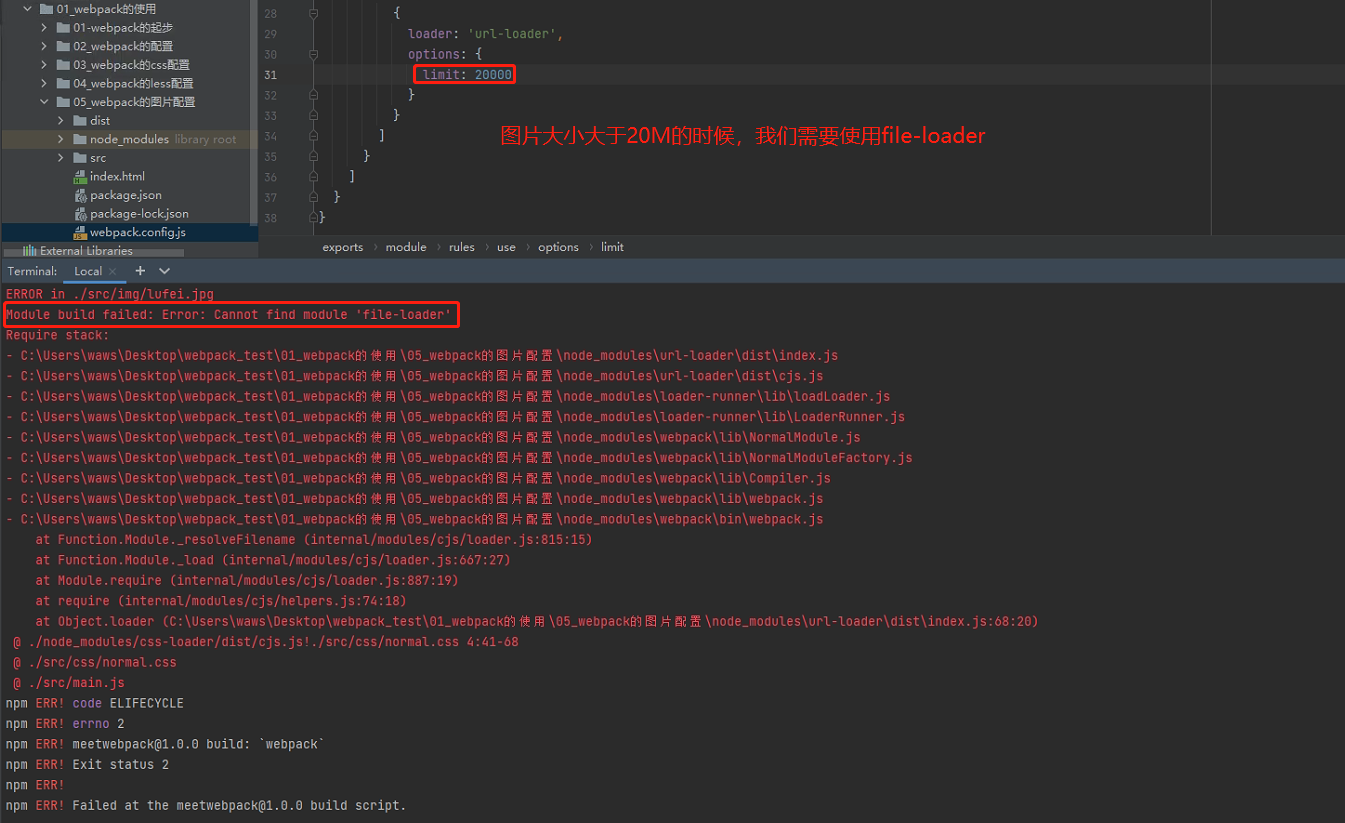 01_webpack的使用
01-webpack的起步
02_webpack的配置
03_webpack的css配置
04_webpack的less配置
05_webpack的图片配置
dist
node_modules library root
src
index.html
package.json
package-lock.json
webpack.config.js
External Libraries
28 {
29 loader: 'url-loader',
30 options: {
31 limit: 20000
32 }
33 }
34 ]
35 }
36 ]
37 }
38 }
图片大小大于20M的时候，我们需要使用file-loader
exports › module › rules › use › options › limit
Terminal: Local × +
ERROR in ./src/img/lufei.jpg
Module build failed: Error: Cannot find module 'file-loader'
Require stack:
- C:\Users\waws\Desktop\webpack_test\01_webpack的使用\05_webpack的图片配置\node_modules\url-loader\dist\index.js
- C:\Users\waws\Desktop\webpack_test\01_webpack的使用\05_webpack的图片配置\node_modules\url-loader\dist\cjs.js
- C:\Users\waws\Desktop\webpack_test\01_webpack的使用\05_webpack的图片配置\node_modules\loader-runner\lib\loadLoader.js
- C:\Users\waws\Desktop\webpack_test\01_webpack的使用\05_webpack的图片配置\node_modules\loader-runner\lib\LoaderRunner.js
- C:\Users\waws\Desktop\webpack_test\01_webpack的使用\05_webpack的图片配置\node_modules\webpack\lib\NormalModule.js
- C:\Users\waws\Desktop\webpack_test\01_webpack的使用\05_webpack的图片配置\node_modules\webpack\lib\NormalModuleFactory.js
- C:\Users\waws\Desktop\webpack_test\01_webpack的使用\05_webpack的图片配置\node_modules\webpack\lib\Compiler.js
- C:\Users\waws\Desktop\webpack_test\01_webpack的使用\05_webpack的图片配置\node_modules\webpack\lib\webpack.js
- C:\Users\waws\Desktop\webpack_test\01_webpack的使用\05_webpack的图片配置\node_modules\webpack\bin\webpack.js
at Function.Module._resolveFilename (internal/modules/cjs/loader.js:815:15)
at Function.Module._load (internal/modules/cjs/loader.js:667:27)
at Module.require (internal/modules/cjs/loader.js:887:19)
at require (internal/modules/cjs/helpers.js:74:18)
at Object.loader (C:\Users\waws\Desktop\webpack_test\01_webpack的使用\05_webpack的图片配置\node_modules\url-loader\dist\index.js:68:20)
@ ./node_modules/css-loader/dist/cjs.js!./src/css/normal.css 4:41-68
@ ./src/css/normal.css
@ ./src/main.js
npm ERR! code ELIFECYCLE
npm ERR! errno 2
npm ERR! meetwebpack@1.0.0 build: `webpack`
npm ERR! Exit status 2
npm ERR!
npm ERR! Failed at the meetwebpack@1.0.0 build script.